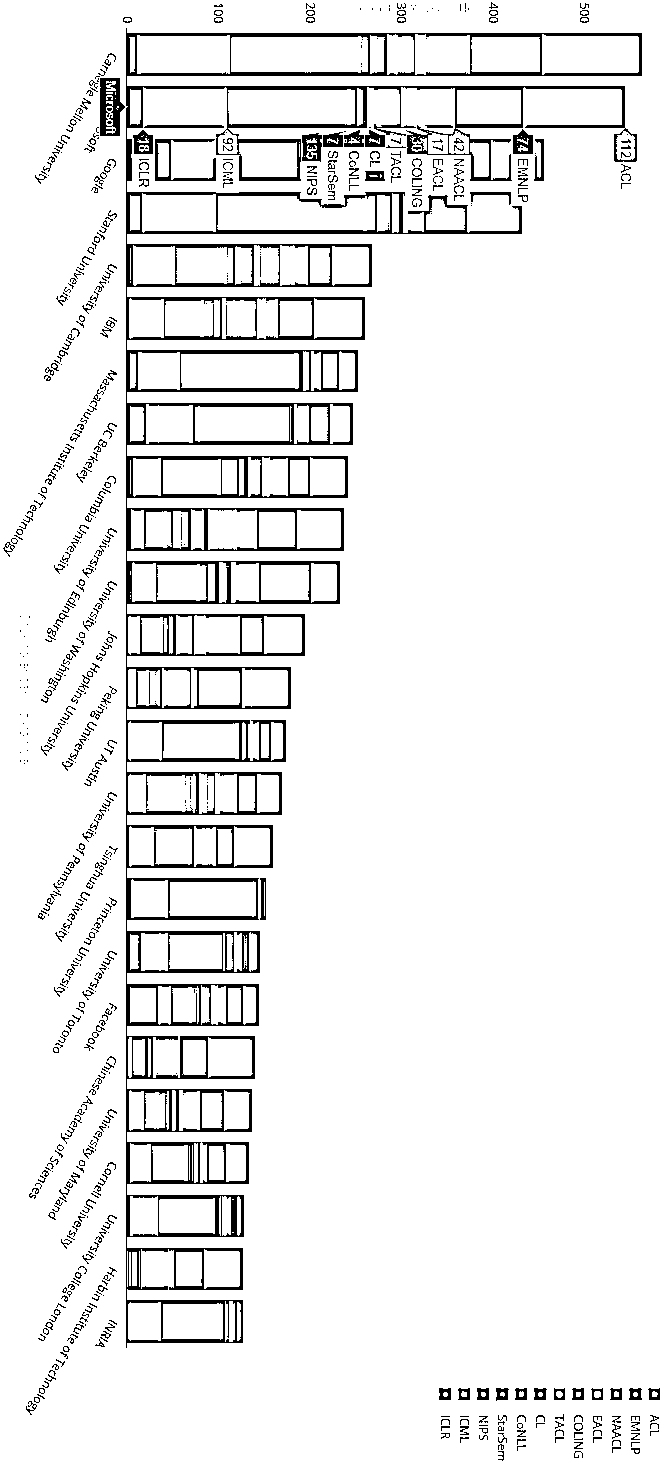 500
400
300
200
100
0
112 ACL
74 EMNLP
42 NAACL
17 EACL
30 COLING
7 TACL
7 CL
4 CoNLL
7 StarSem
135 NIPS
92 ICML
18 ICLR
Microsoft
Carnegie Mellon University
Google
Stanford University
University of Cambridge
IBM
Massachusetts Institute of Technology
UC Berkeley
Columbia University
University of Edinburgh
University of Washington
Johns Hopkins University
Peking University
UT Austin
University of Pennsylvania
Tsinghua University
Princeton University
University of Toronto
Facebook
Chinese Academy of Sciences
University of Maryland
Cornell University
University College London
Harbin Institute of Technology
INRIA
ACL
EMNLP
NAACL
EACL
COLING
TACL
CL
CoNLL
StarSem
NIPS
ICML
ICLR